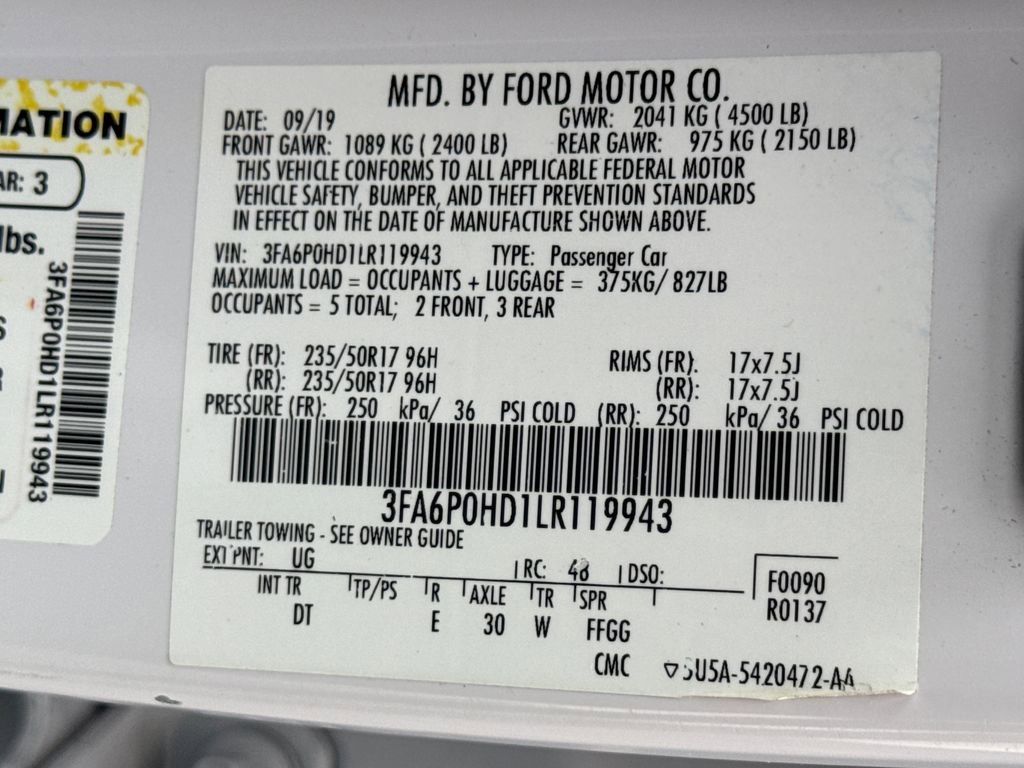 MATION
AR: 3
lbs.
3FA6P0HD1LR119943
MFD. BY FORD MOTOR CO.
DATE: 09/19 GVWR: 2041 KG ( 4500 LB)
FRONT GAWR: 1089 KG ( 2400 LB) REAR GAWR: 975 KG ( 2150 LB)
THIS VEHICLE CONFORMS TO ALL APPLICABLE FEDERAL MOTOR
VEHICLE SAFETY, BUMPER, AND THEFT PREVENTION STANDARDS
IN EFFECT ON THE DATE OF MANUFACTURE SHOWN ABOVE.
VIN: 3FA6P0HD1LR119943 TYPE: Passenger Car
MAXIMUM LOAD = OCCUPANTS + LUGGAGE = 375KG/ 827LB
OCCUPANTS = 5 TOTAL; 2 FRONT, 3 REAR
TIRE (FR): 235/50R17 96H RIMS (FR): 17x7.5J
(RR): 235/50R17 96H (RR): 17x7.5J
PRESSURE (FR): 250 kPa/ 36 PSI COLD (RR): 250 kPa/ 36 PSI COLD
3FA6P0HD1LR119943
TRAILER TOWING - SEE OWNER GUIDE
EXT PNT: UG RC: 48 DSO:
INT TR TP/PS R AXLE TR SPR F0090
DT E 30 W FFGG R0137
CMC ▽5U5A-5420472-AA